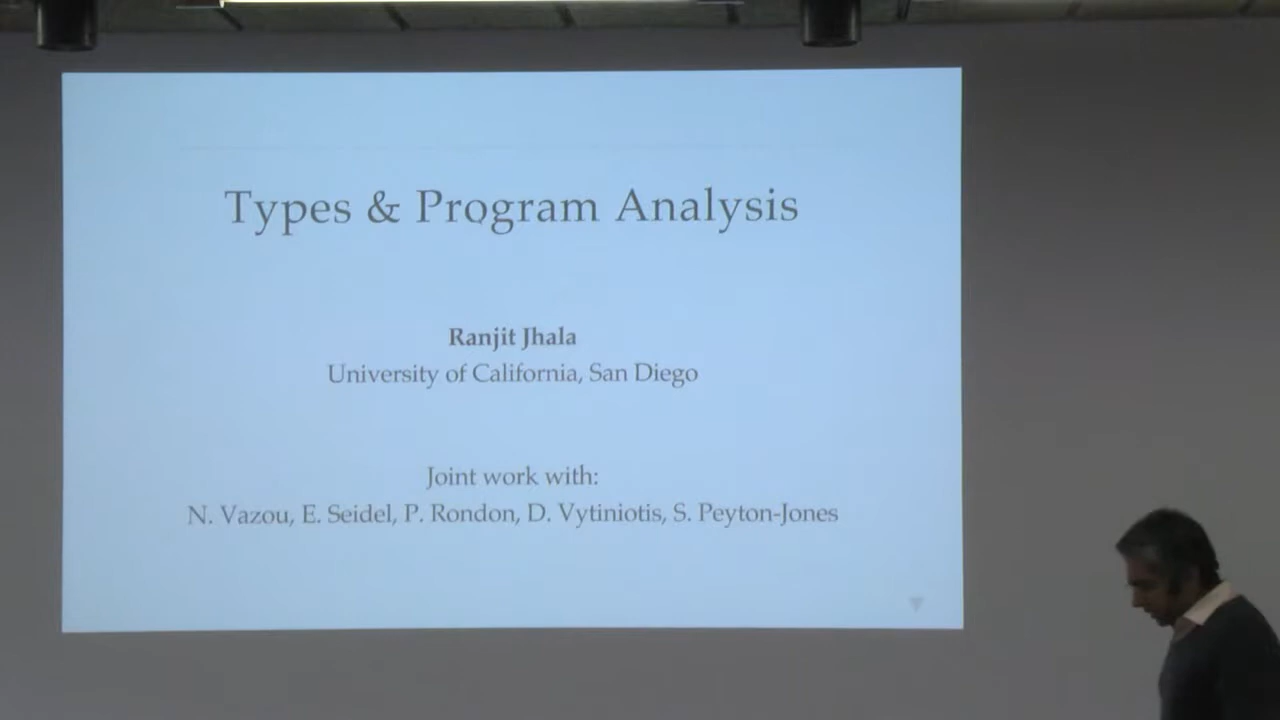 Types & Program Analysis
Ranjit Jhala
University of California, San Diego
Joint work with:
N. Vazou, E. Seidel, P. Rondon, D. Vytiniotis, S. Peyton-Jones